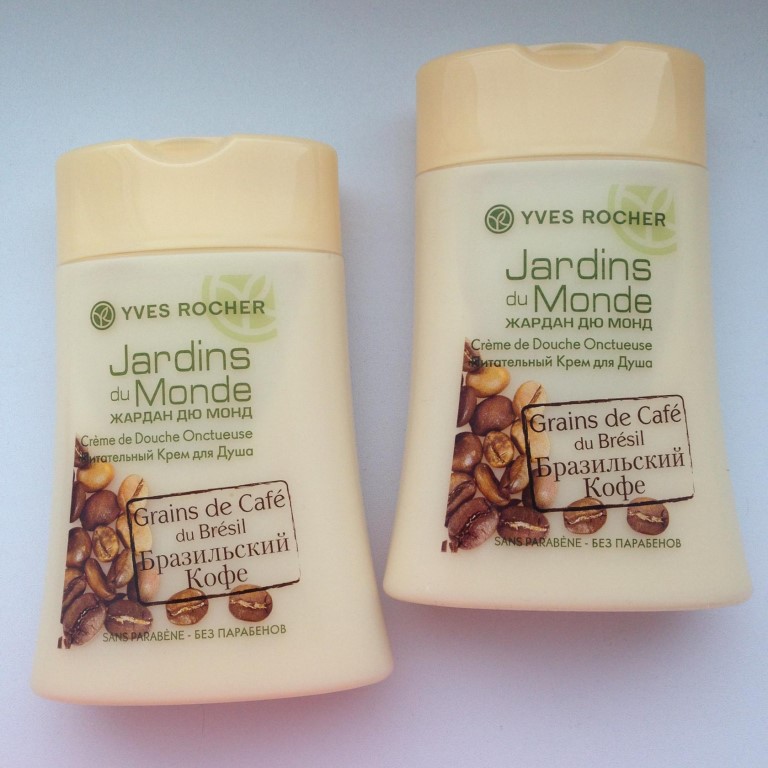 YVES ROCHER
Jardins
du Monde
ЖАРДАН ДЮ МОНД
Crème de Douche Onctueuse
Питательный Крем для Душа
Grains de Café
du Brésil
Бразильский
Кофе
SANS PARABÈNE - БЕЗ ПАРАБЕНОВ
YVES ROCHER
Jardins
du Monde
ЖАРДАН ДЮ МОНД
Crème de Douche Onctueuse
Питательный Крем для Душа
Grains de Café
du Brésil
Бразильский
Кофе
SANS PARABÈNE - БЕЗ ПАРАБЕНОВ